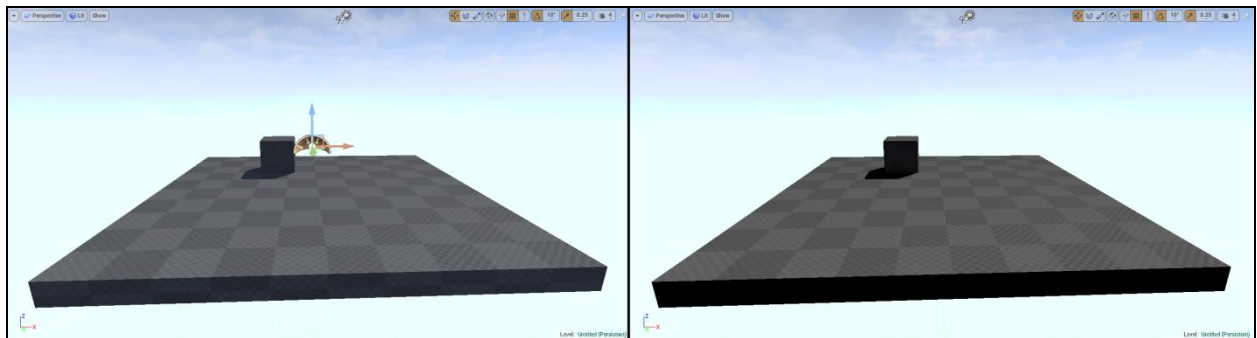 Perspective Lit Show 10° 0.25 4
Z
X
Level: Untitled (Persistent)
Perspective Lit Show 1 10° 0.25 4
Z
X
Level: Untitled (Persistent)